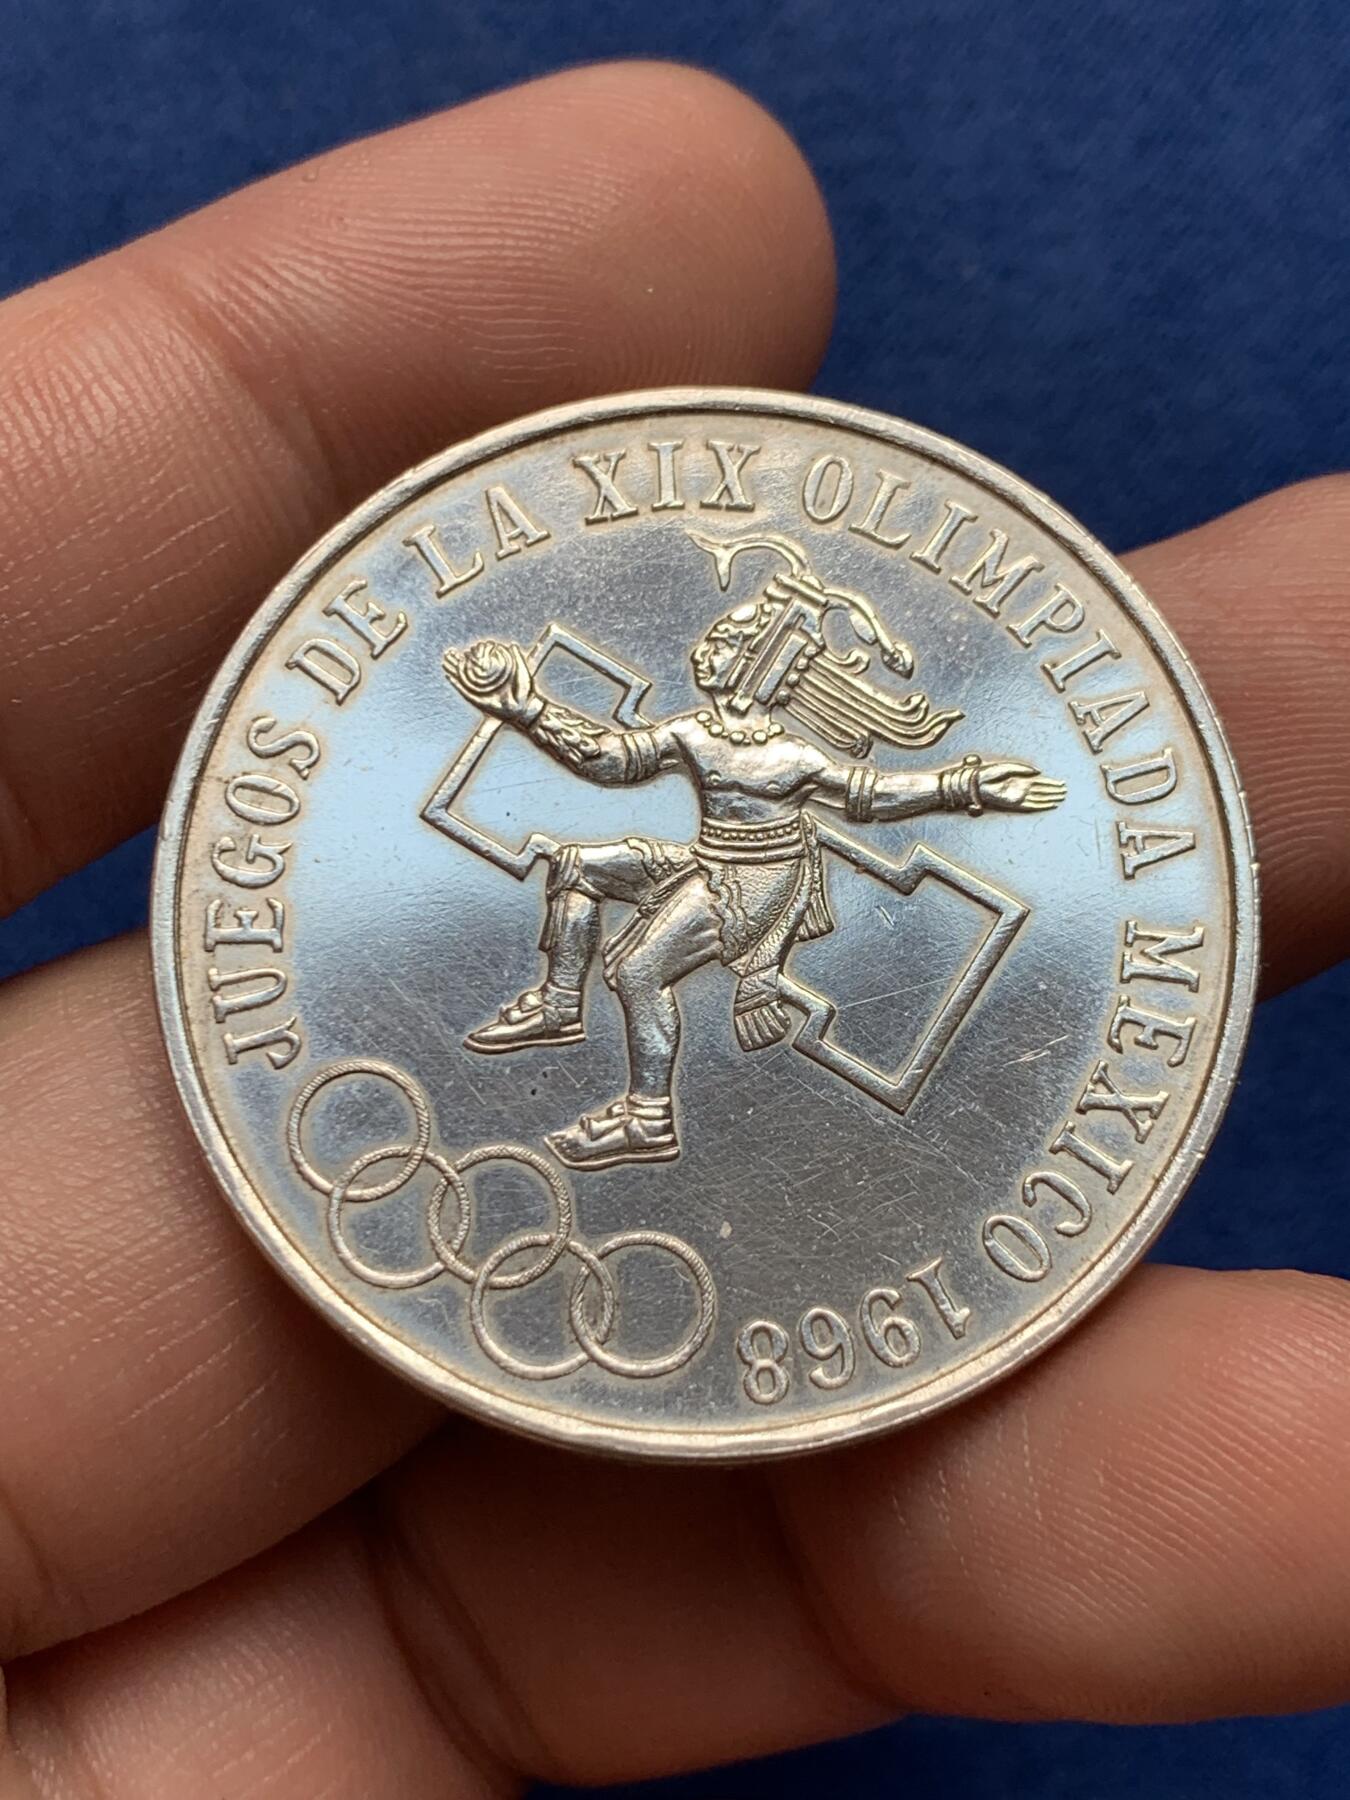 JUEGOS DE LA XIX OLIMPIADA MEXICO 1968